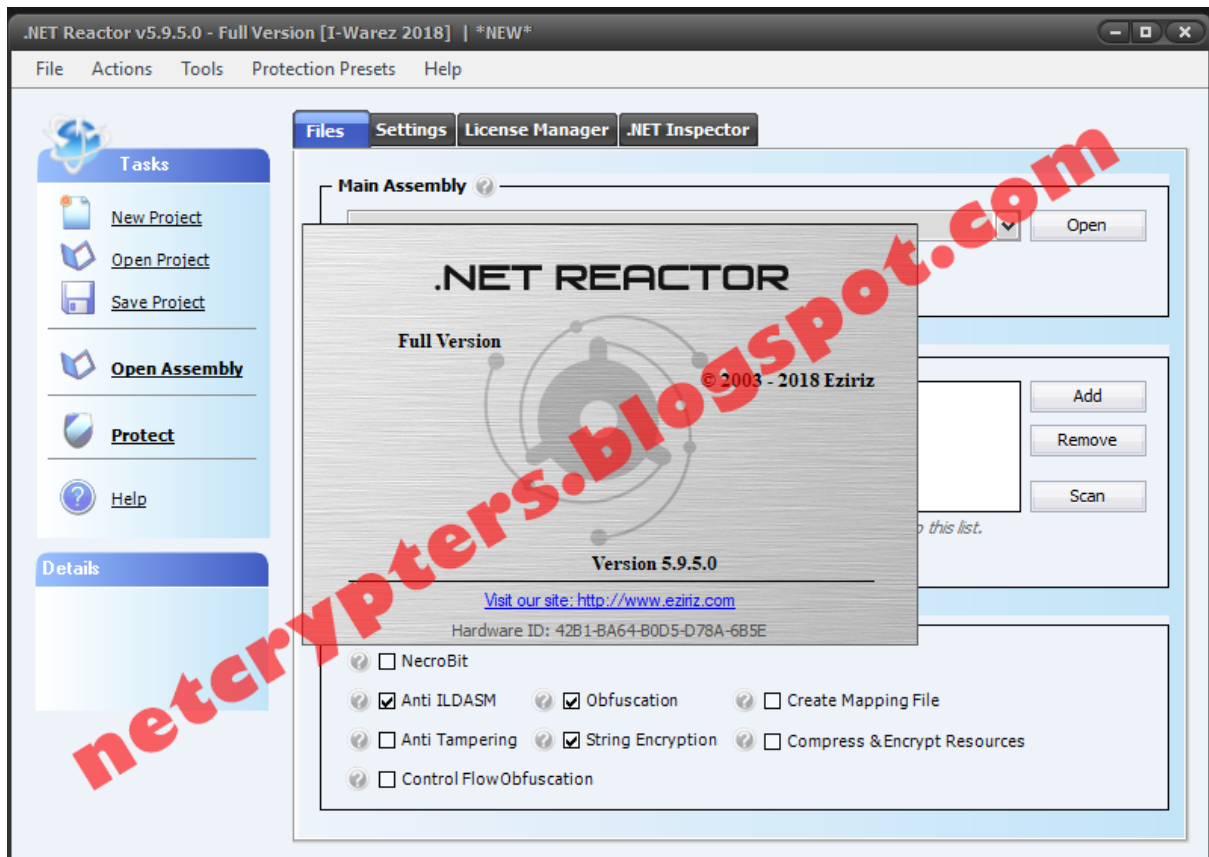 .NET Reactor v5.9.5.0 - Full Version [I-Warez 2018] | *NEW*
File Actions Tools Protection Presets Help
Files Settings License Manager .NET Inspector
Tasks
New Project
Open Project
Save Project
Open Assembly
Protect
Help
Details
Main Assembly
Open
.NET REACTOR
Full Version
© 2003 - 2018 Eziriz
Version 5.9.5.0
Visit our site: http://www.eziriz.com
Hardware ID: 42B1-BA64-B0D5-D78A-6B5E
Add
Remove
Scan
this list.
NecroBit
Anti ILDASM Obfuscation Create Mapping File
Anti Tampering String Encryption Compress & Encrypt Resources
Control Flow Obfuscation
netcrypters.blogspot.com